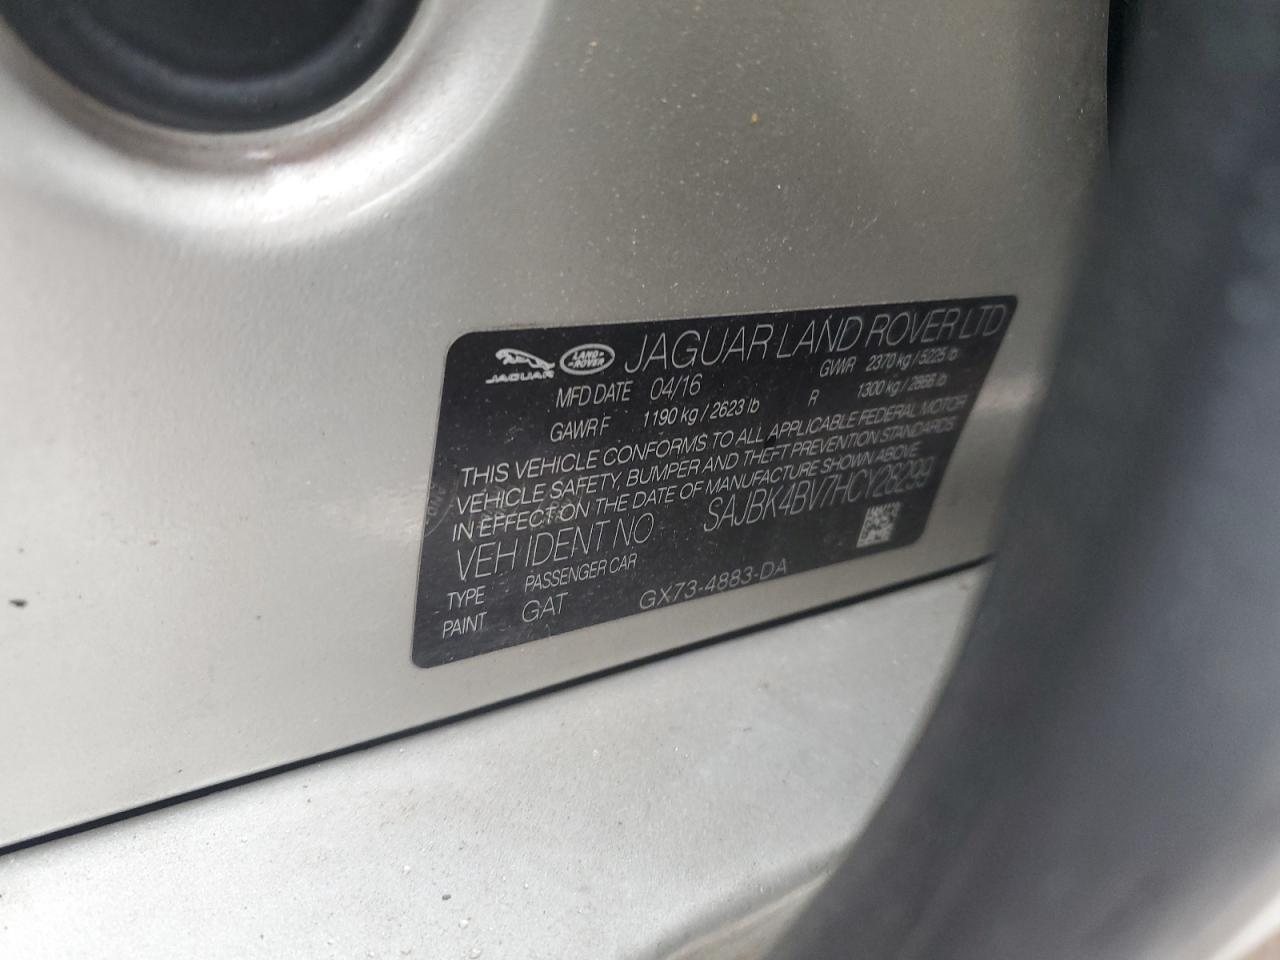 JAGUAR LAND ROVER JAGUAR LAND ROVER LTD
MFD DATE 04/16 GVWR 2370 kg / 5225 lb
GAWR F 1190 kg / 2623 lb R 1300 kg / 2866 lb
THIS VEHICLE CONFORMS TO ALL APPLICABLE FEDERAL MOTOR
VEHICLE SAFETY, BUMPER AND THEFT PREVENTION STANDARDS
IN EFFECT ON THE DATE OF MANUFACTURE SHOWN ABOVE
VEH IDENT NO SAJBK4BV7HCY28299
TYPE PASSENGER CAR
PAINT GAT GX73-4883-DA